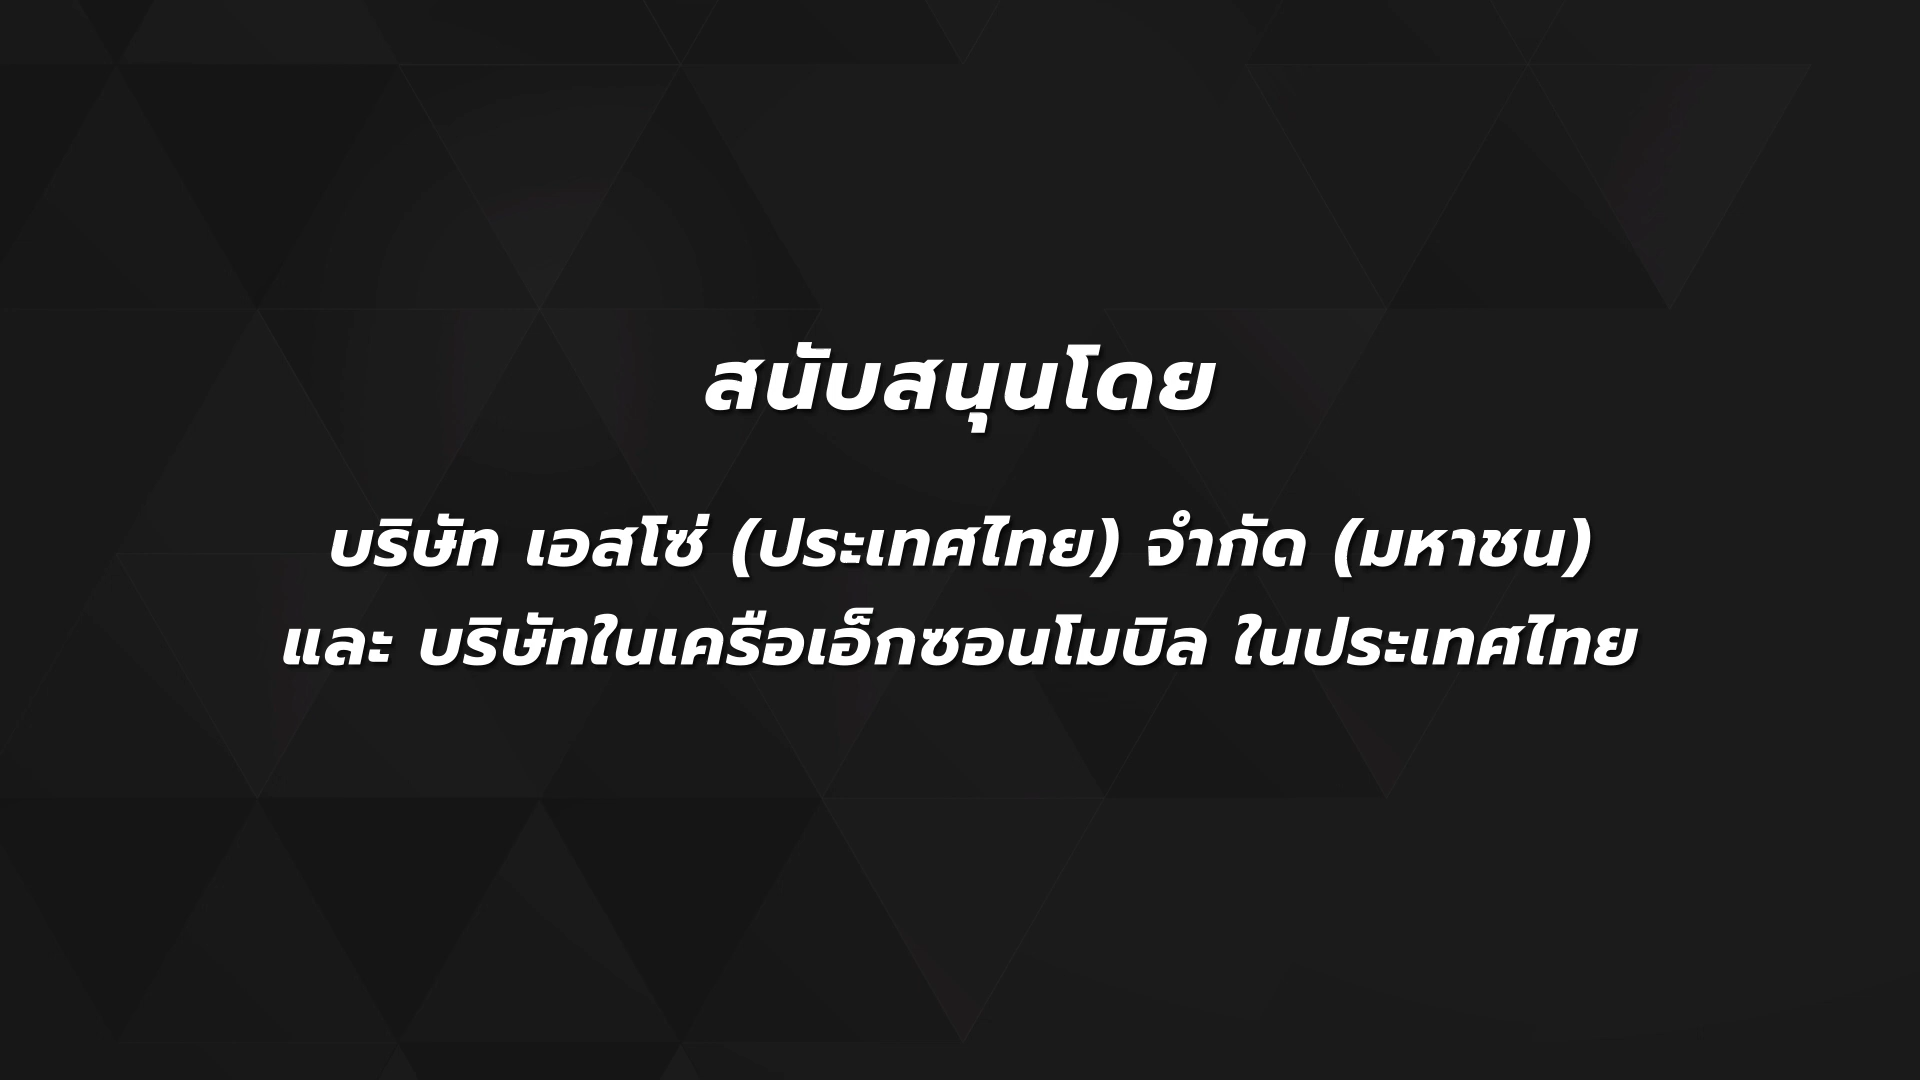 สนับสนุนโดย
บริษัท เอสโซ่ (ประเทศไทย) จำกัด (มหาชน)
และ บริษัทในเครือเอ็กซอนโมบิล ในประเทศไทย